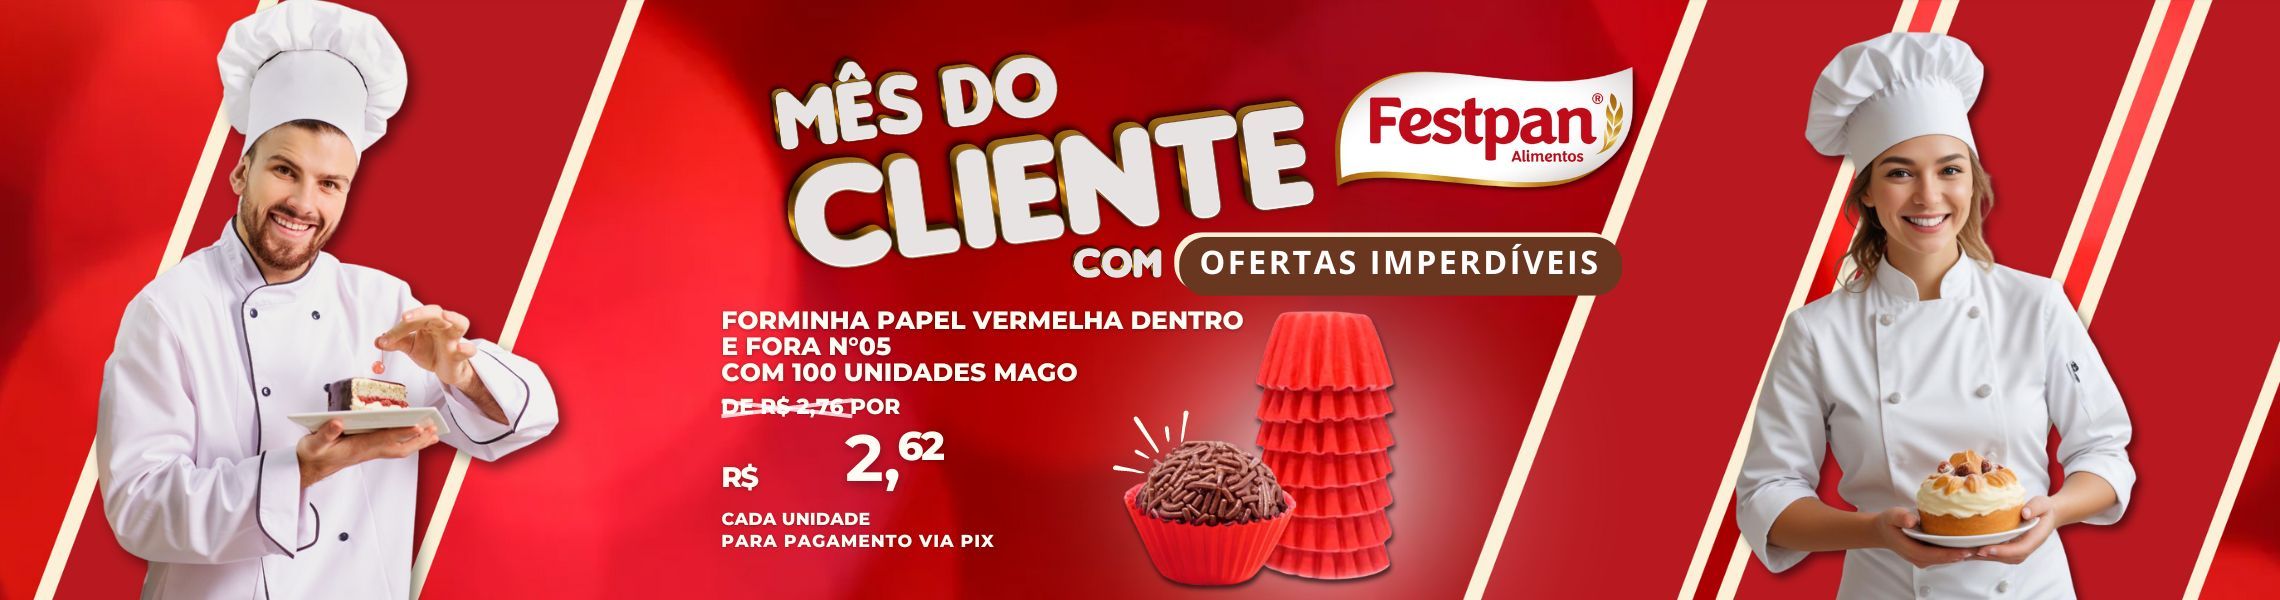 MÊS DO
CLIENTE
Festpan®
Alimentos
COM OFERTAS IMPERDÍVEIS
FORMINHA PAPEL VERMELHA DENTRO
E FORA N°05
COM 100 UNIDADES MAGO
DE R$ 2,76 POR
R$ 2,62
CADA UNIDADE
PARA PAGAMENTO VIA PIX